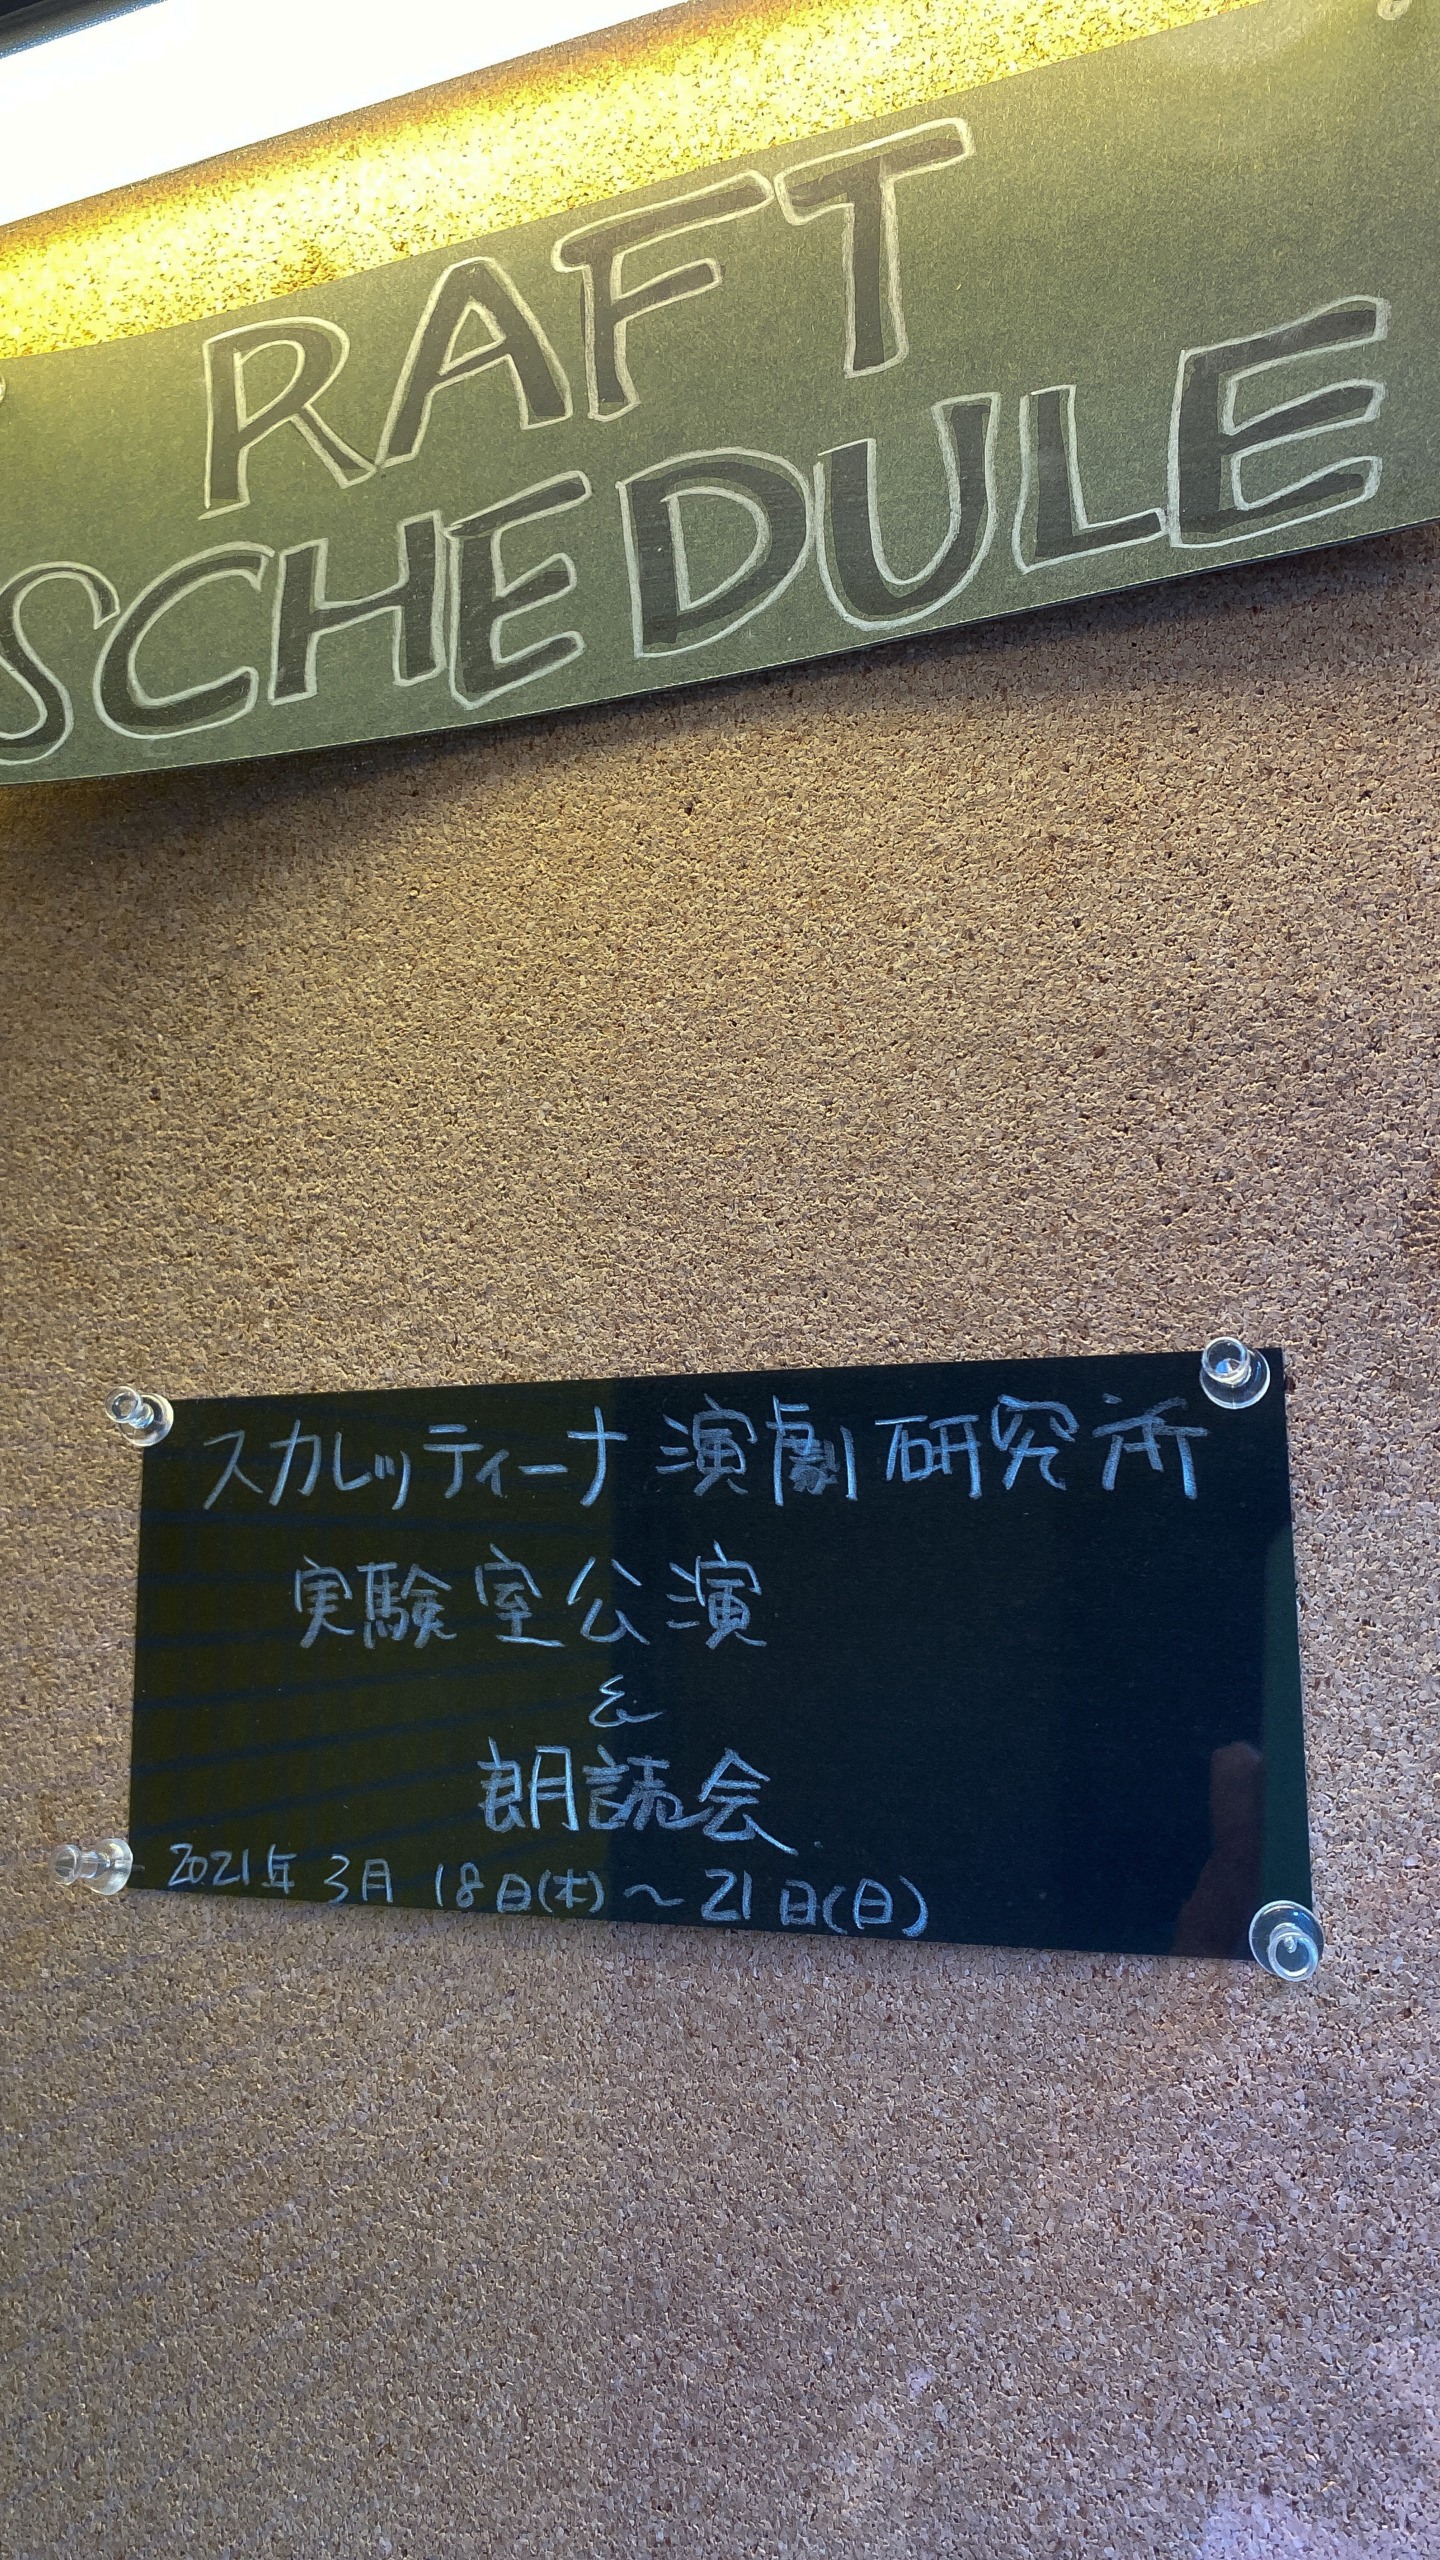 RAFT
SCHEDULE
スカレッティーナ演劇研究所
実験室公演
&
朗読会
2021年 3月 18日(木)～21日(日)